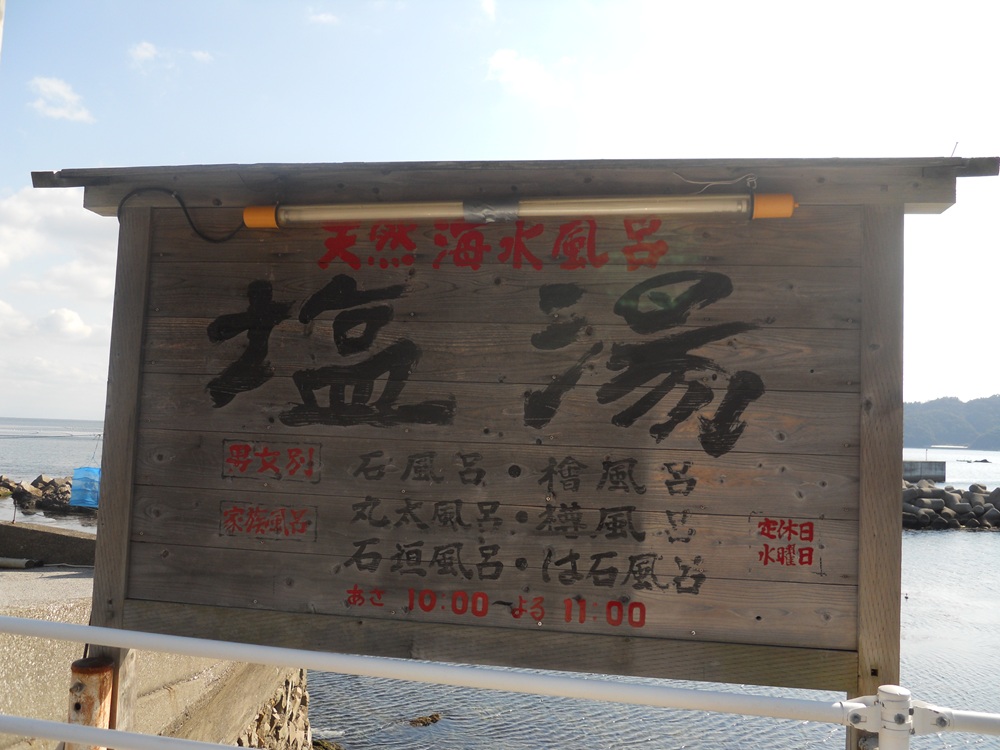 天然海水風呂
塩湯
男女別 石風呂・檜風呂
家族風呂 丸太風呂・樽風呂
石垣風呂・は石風呂
定休日
水曜日
あさ 10:00〜よる 11:00